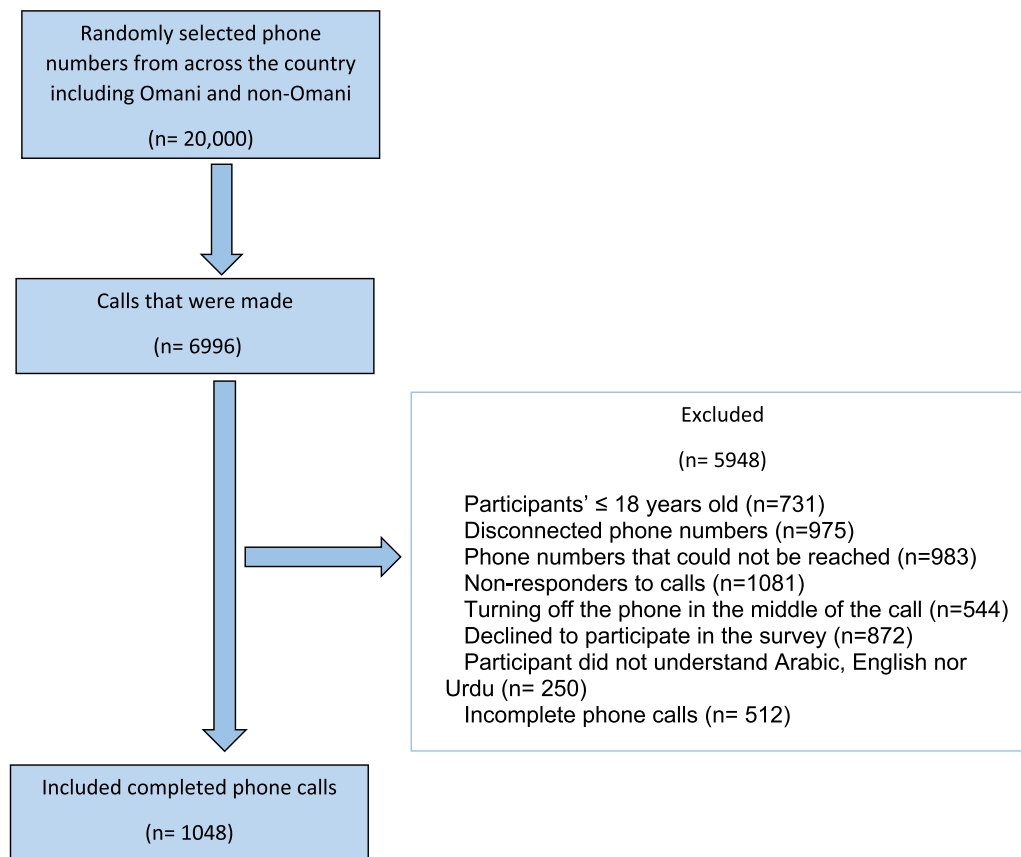 Randomly selected phone
numbers from across the country
including Omani and non-Omani
(n= 20,000)
Calls that were made
(n= 6996)
Excluded
(n= 5948)
Participants’ ≤ 18 years old (n=731)
Disconnected phone numbers (n=975)
Phone numbers that could not be reached (n=983)
Non-responders to calls (n=1081)
Turning off the phone in the middle of the call (n=544)
Declined to participate in the survey (n=872)
Participant did not understand Arabic, English nor
Urdu (n= 250)
Incomplete phone calls (n= 512)
Included completed phone calls
(n= 1048)